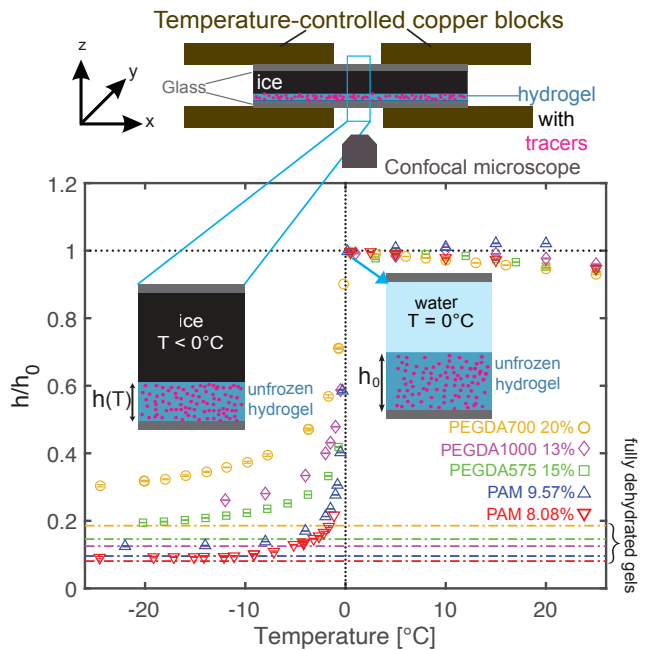 Temperature-controlled copper blocks
z
y
x
Glass
ice
hydrogel
with
tracers
Confocal microscope
1.2
1
0.8
0.6
0.4
0.2
0
h/h0
ice
T < 0°C
h(T)
unfrozen
hydrogel
water
T = 0°C
h0
unfrozen
hydrogel
PEGDA700 20%
PEGDA1000 13%
PEGDA575 15%
PAM 9.57%
PAM 8.08%
fully dehydrated gels
-20
-10
0
10
20
Temperature [°C]